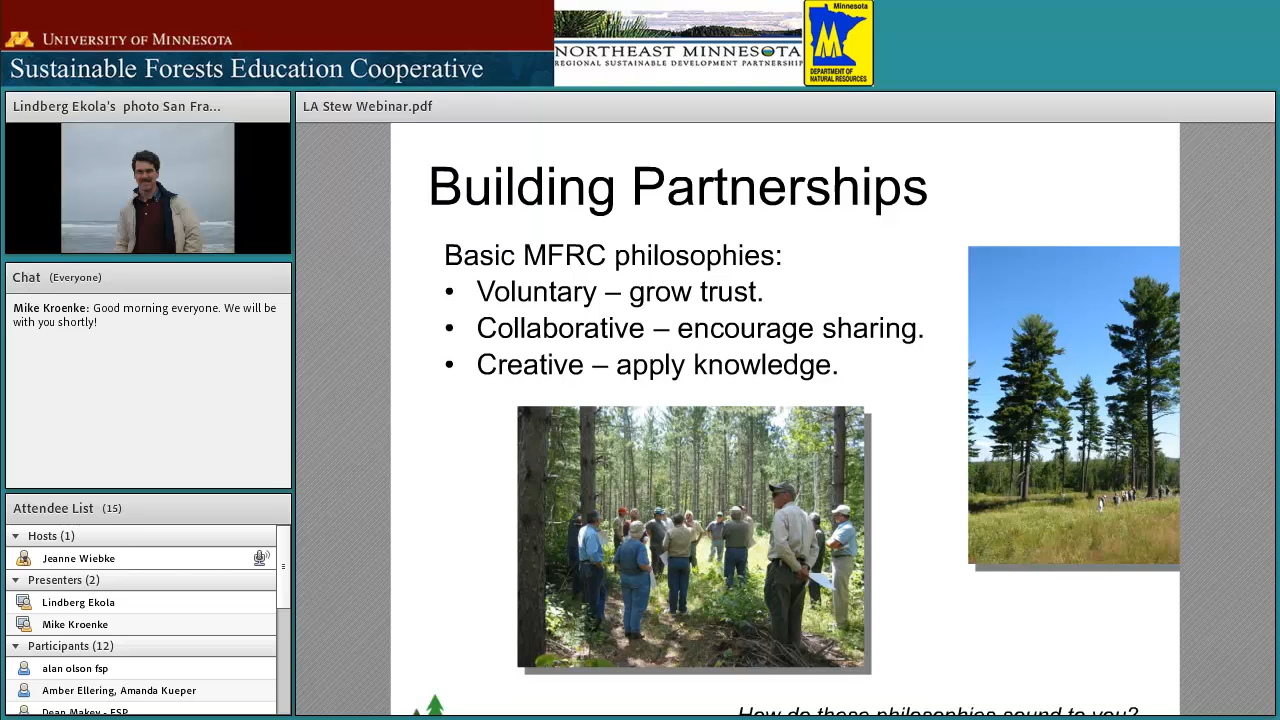 UNIVERSITY OF MINNESOTA
Sustainable Forests Education Cooperative
NORTHEAST MINNESOTA
REGIONAL SUSTAINABLE DEVELOPMENT PARTNERSHIP
Minnesota
M
DEPARTMENT OF
NATURAL RESOURCES
Lindberg Ekola's photo San Fra...
Chat (Everyone)
Mike Kroenke: Good morning everyone. We will be
with you shortly!
Attendee List (15)
Hosts (1)
Jeanne Wiebke
Presenters (2)
Lindberg Ekola
Mike Kroenke
Participants (12)
alan olson fsp
Amber Ellering, Amanda Kueper
Dean Makey - FSP
LA Stew Webinar.pdf
Building Partnerships
Basic MFRC philosophies:
• Voluntary – grow trust.
• Collaborative – encourage sharing.
• Creative – apply knowledge.
How do these philosophies sound to you?